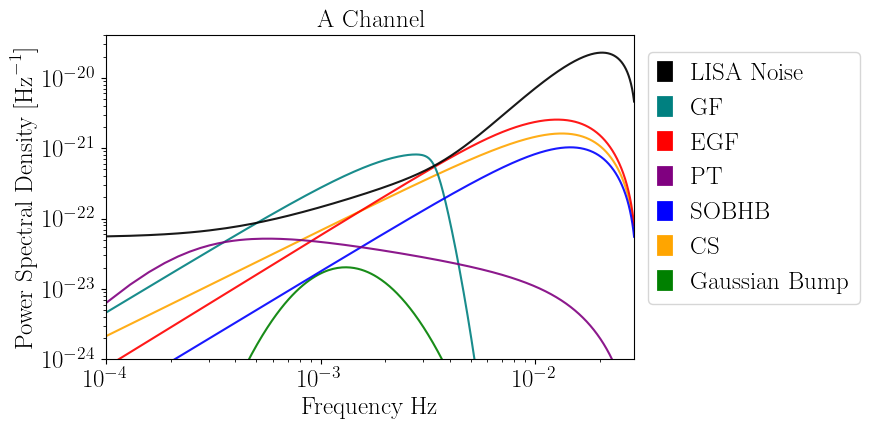 A Channel
Power Spectral Density [Hz⁻¹]
10⁻²⁰
10⁻²¹
10⁻²²
10⁻²³
10⁻²⁴
10⁻⁴
10⁻³
10⁻²
Frequency Hz
LISA Noise
GF
EGF
PT
SOBHB
CS
Gaussian Bump